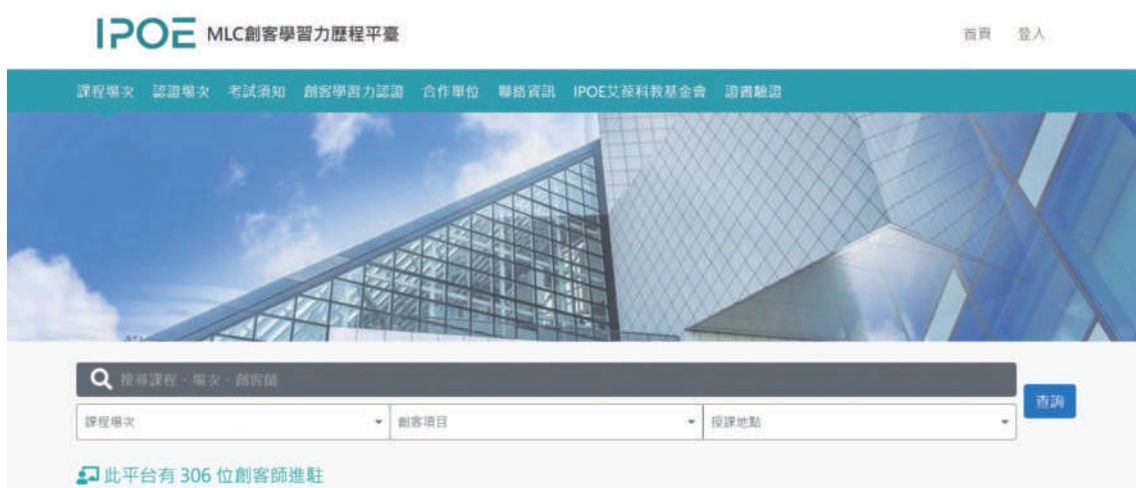 IPOE MLC創客學習力歷程平臺
首頁 登入
課程場次 認證場次 考試須知 創客學習力認證 合作單位 聯絡資訊 IPOE艾葆科教基金會 證書驗證
搜尋課程、場次、創客師
課程場次 創客項目 授課地點
查詢
此平台有 306 位創客師進駐